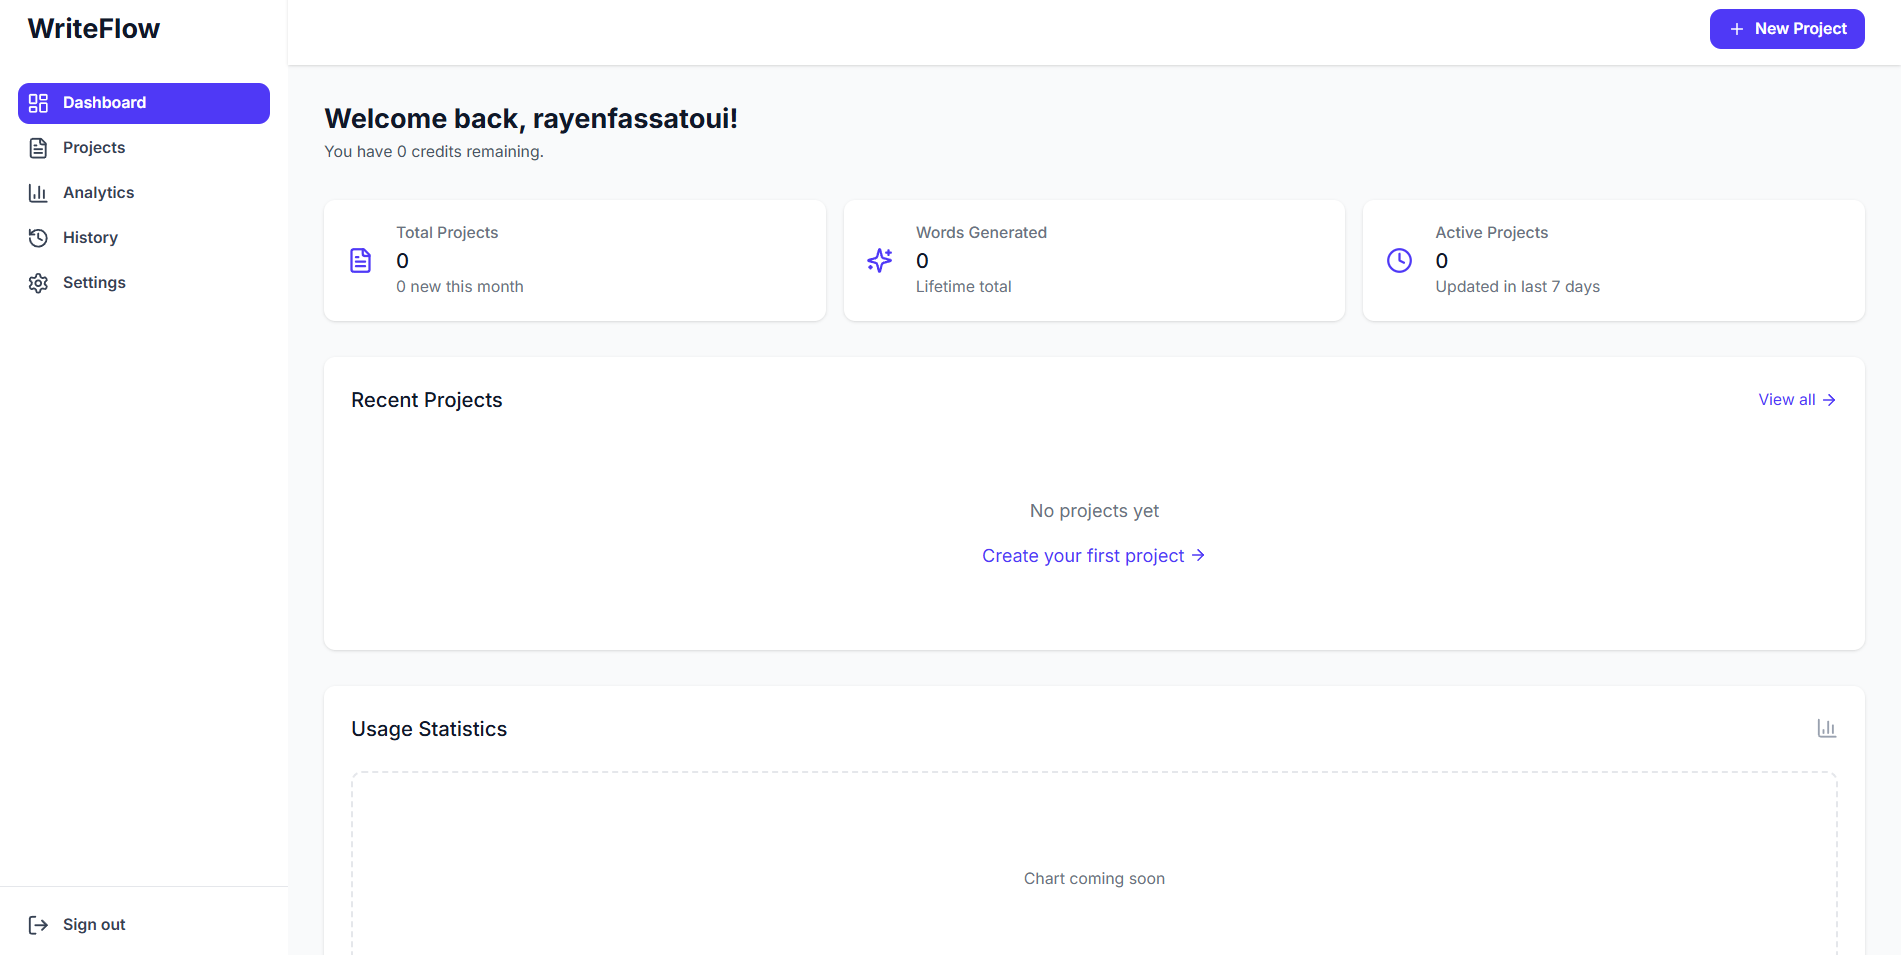 WriteFlow
New Project
Dashboard
Projects
Analytics
History
Settings
Sign out
Welcome back, rayenfassatoui!
You have 0 credits remaining.
Total Projects
0
0 new this month
Words Generated
0
Lifetime total
Active Projects
0
Updated in last 7 days
Recent Projects
View all
No projects yet
Create your first project
Usage Statistics
Chart coming soon